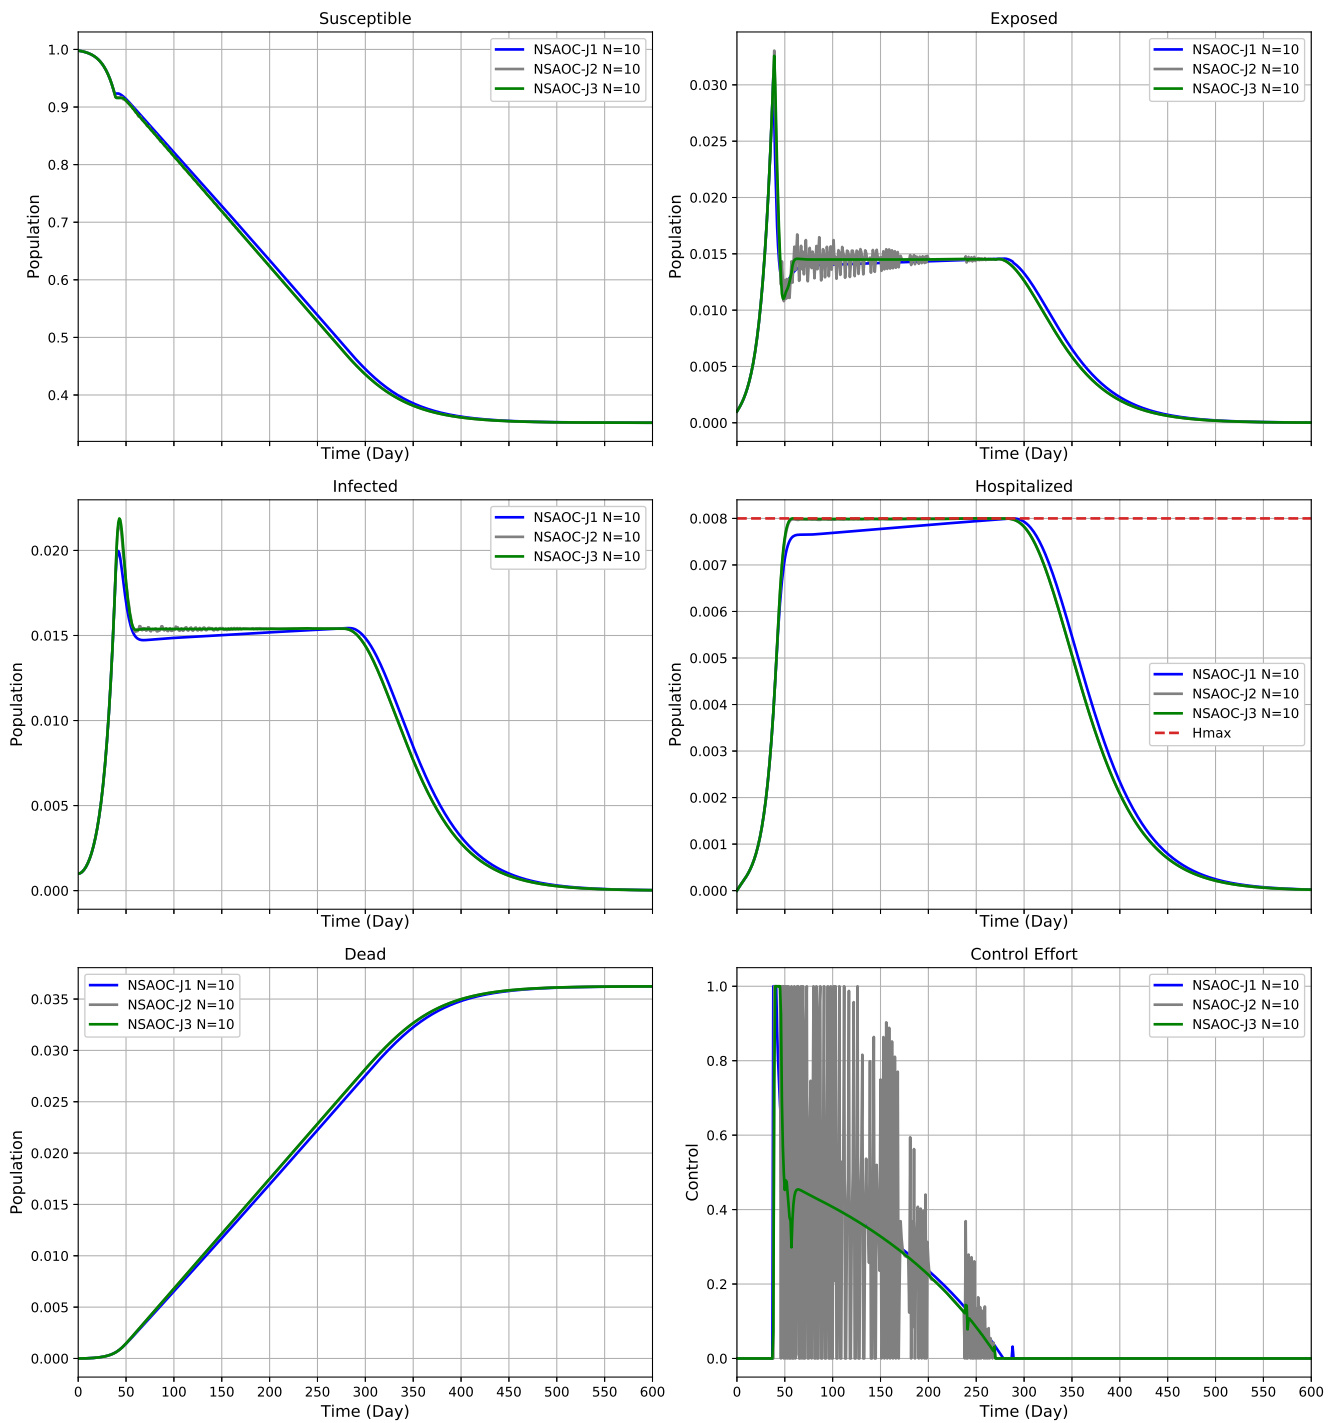 Susceptible
1.0
0.9
0.8
0.7
0.6
0.5
0.4
Population
NSAOC-J1 N=10
NSAOC-J2 N=10
NSAOC-J3 N=10
Time (Day)
Exposed
0.030
0.025
0.020
0.015
0.010
0.005
0.000
Population
NSAOC-J1 N=10
NSAOC-J2 N=10
NSAOC-J3 N=10
Time (Day)
Infected
0.020
0.015
0.010
0.005
0.000
Population
NSAOC-J1 N=10
NSAOC-J2 N=10
NSAOC-J3 N=10
Time (Day)
Hospitalized
0.008
0.007
0.006
0.005
0.004
0.003
0.002
0.001
0.000
Population
NSAOC-J1 N=10
NSAOC-J2 N=10
NSAOC-J3 N=10
Hmax
Time (Day)
Dead
0.035
0.030
0.025
0.020
0.015
0.010
0.005
0.000
Population
NSAOC-J1 N=10
NSAOC-J2 N=10
NSAOC-J3 N=10
0 50 100 150 200 250 300 350 400 450 500 550 600
Time (Day)
Control Effort
1.0
0.8
0.6
0.4
0.2
0.0
Control
NSAOC-J1 N=10
NSAOC-J2 N=10
NSAOC-J3 N=10
0 50 100 150 200 250 300 350 400 450 500 550 600
Time (Day)